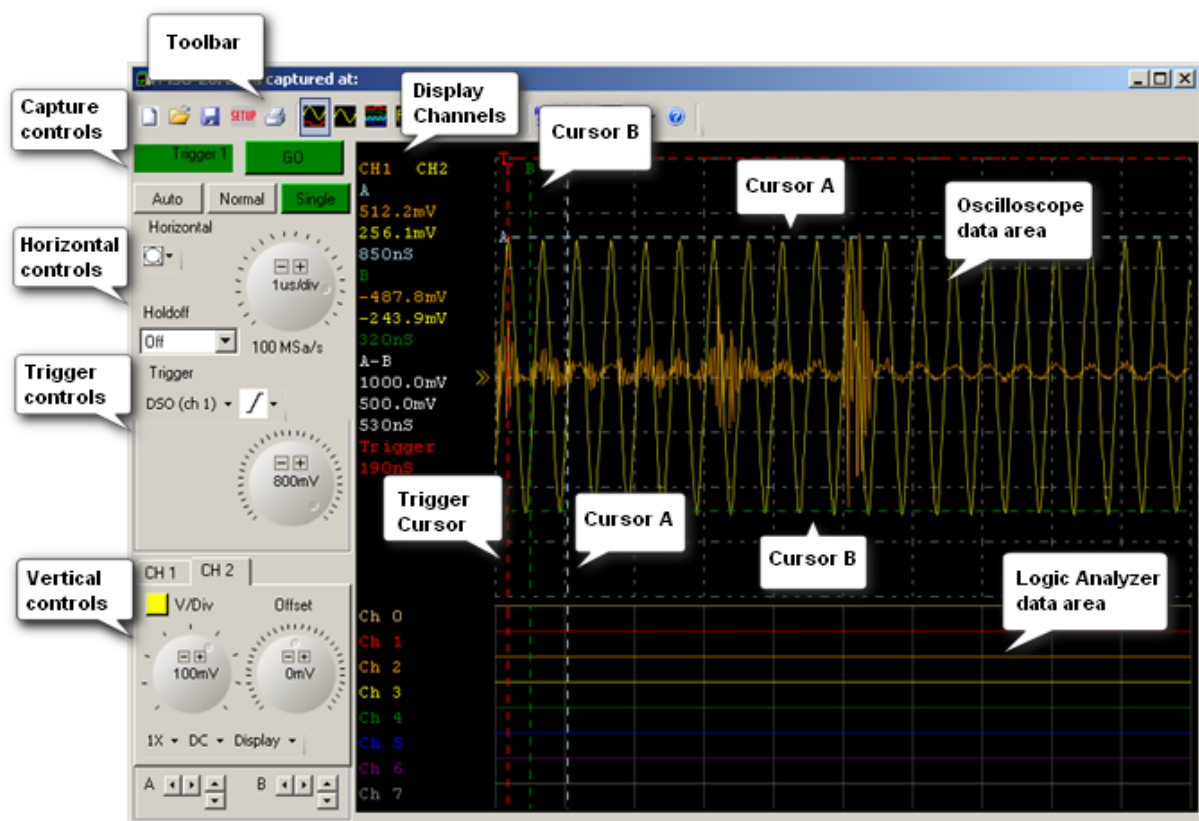 Toolbar
captured at:
Capture
controls
SETUP
Display
Channels
Cursor B
Trigger 1
GO
Auto
Normal
Single
Horizontal
controls
Horizontal
1us/div
Holdoff
Off
100 MSa/s
Trigger
controls
Trigger
DSO (ch 1)
800mV
CH1 CH2
A
512.2mV
256.1mV
850nS
B
-487.8mV
-243.9mV
320nS
A-B
1000.0mV
500.0mV
530nS
Trigger
190nS
T
B
A
Cursor A
Oscilloscope
data area
Trigger
Cursor
Cursor A
Cursor B
Logic Analyzer
data area
Vertical
controls
CH 1
CH 2
V/Div
Offset
100mV
0mV
1X
DC
Display
A
B
Ch 0
Ch 1
Ch 2
Ch 3
Ch 4
Ch 5
Ch 6
Ch 7